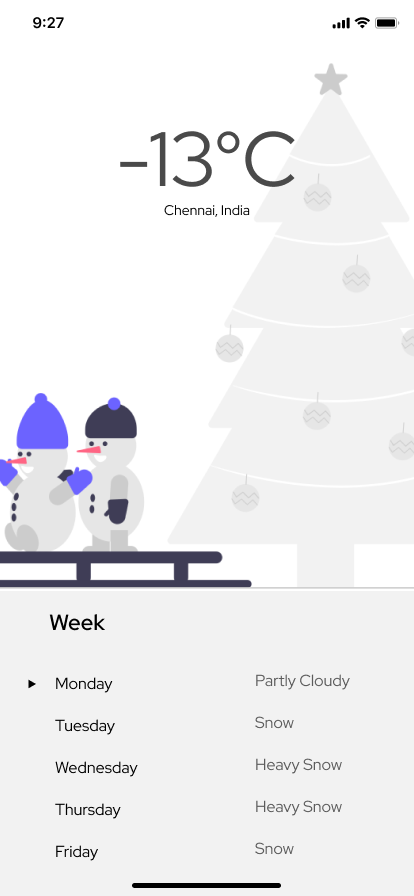 9:27
-13°C
Chennai, India
Week
Monday Partly Cloudy
Tuesday Snow
Wednesday Heavy Snow
Thursday Heavy Snow
Friday Snow